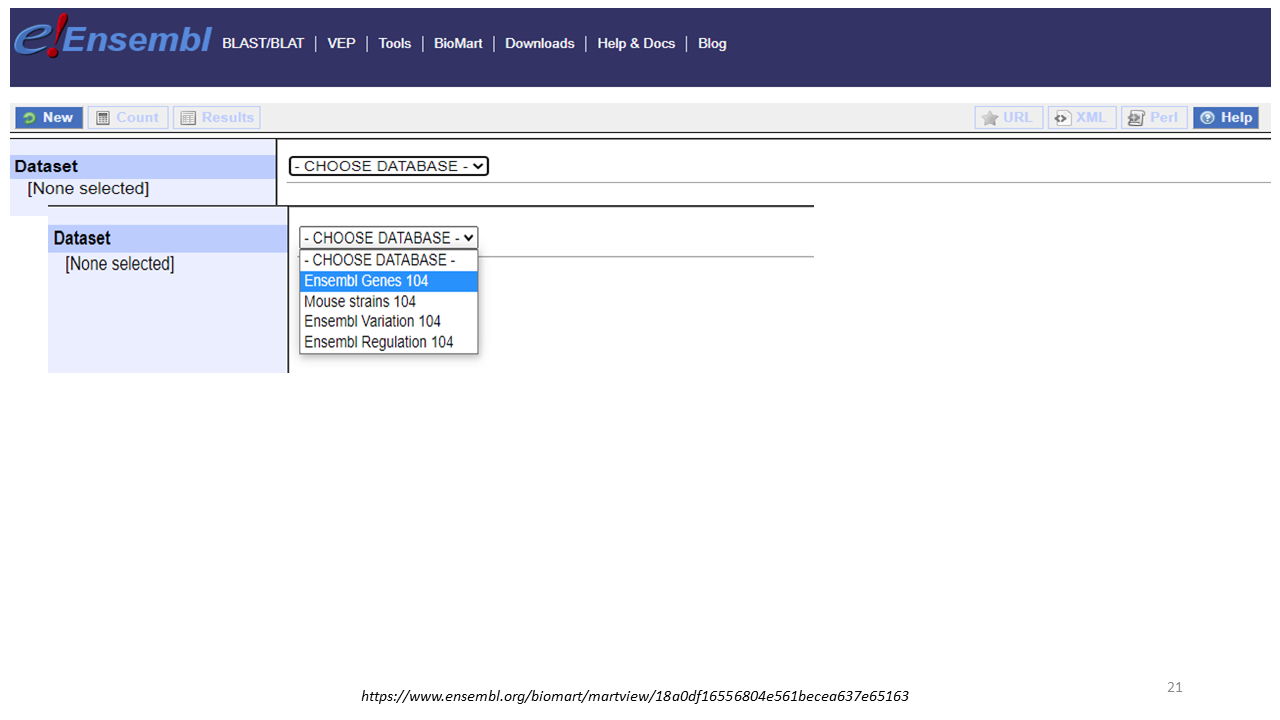 e!Ensembl BLAST/BLAT | VEP | Tools | BioMart | Downloads | Help & Docs | Blog
New Count Results URL XML Perl Help
Dataset - CHOOSE DATABASE -
[None selected]
Dataset - CHOOSE DATABASE -
[None selected] - CHOOSE DATABASE -
Ensembl Genes 104
Mouse strains 104
Ensembl Variation 104
Ensembl Regulation 104
https://www.ensembl.org/biomart/martview/18a0df16556804e561becea637e65163
21